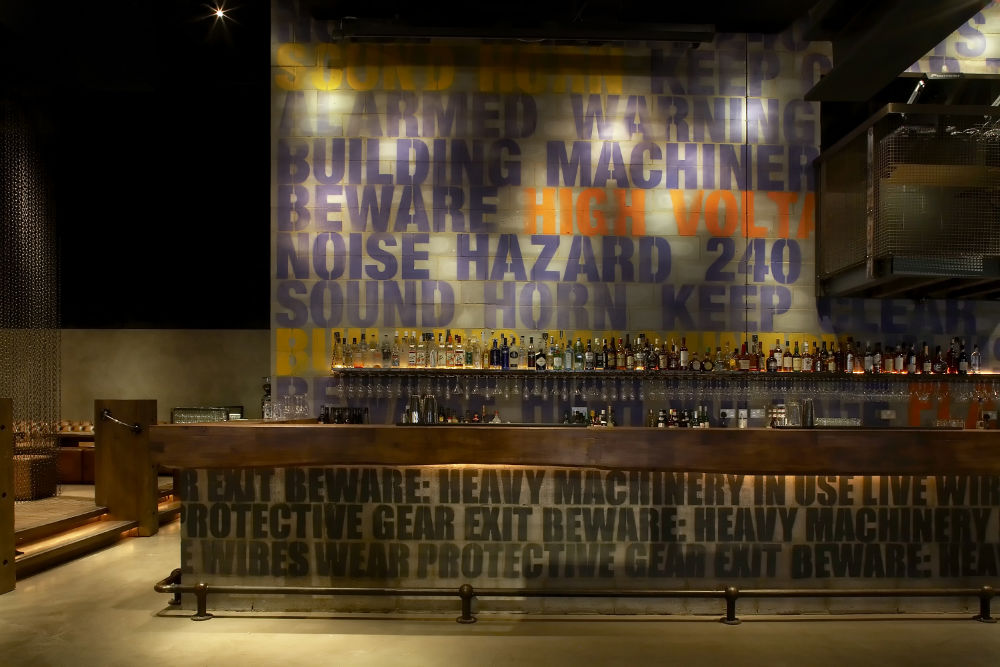 SOUND HORN KEEP
ALARMED WARNING
BUILDING MACHINER
BEWARE HIGH VOLTA
NOISE HAZARD 240
SOUND HORN KEEP CLEAR
BEWARE HIGH
R EXIT BEWARE: HEAVY MACHINERY IN USE LIVE WIR
PROTECTIVE GEAR EXIT BEWARE: HEAVY MACHINERY
E WIRES WEAR PROTECTIVE GEAR EXIT BEWARE: HEA